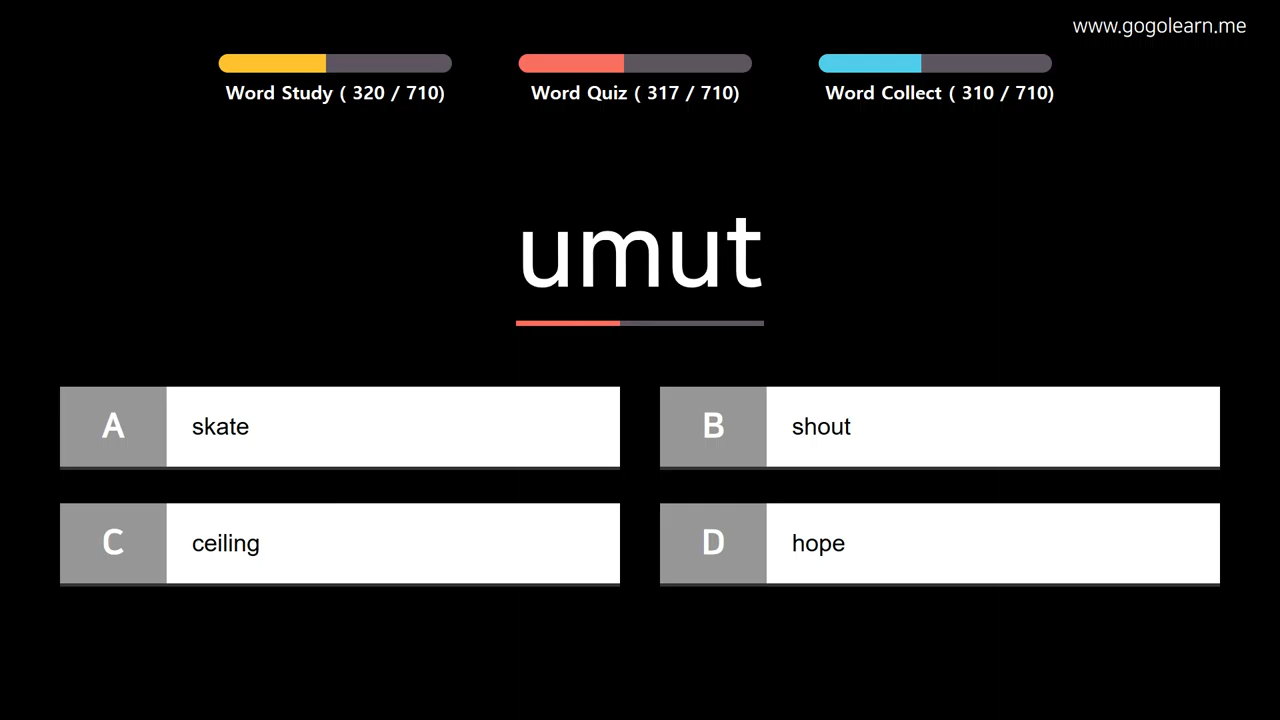 www.gogolearn.me
Word Study ( 320 / 710)
Word Quiz ( 317 / 710)
Word Collect ( 310 / 710)
umut
A skate
B shout
C ceiling
D hope